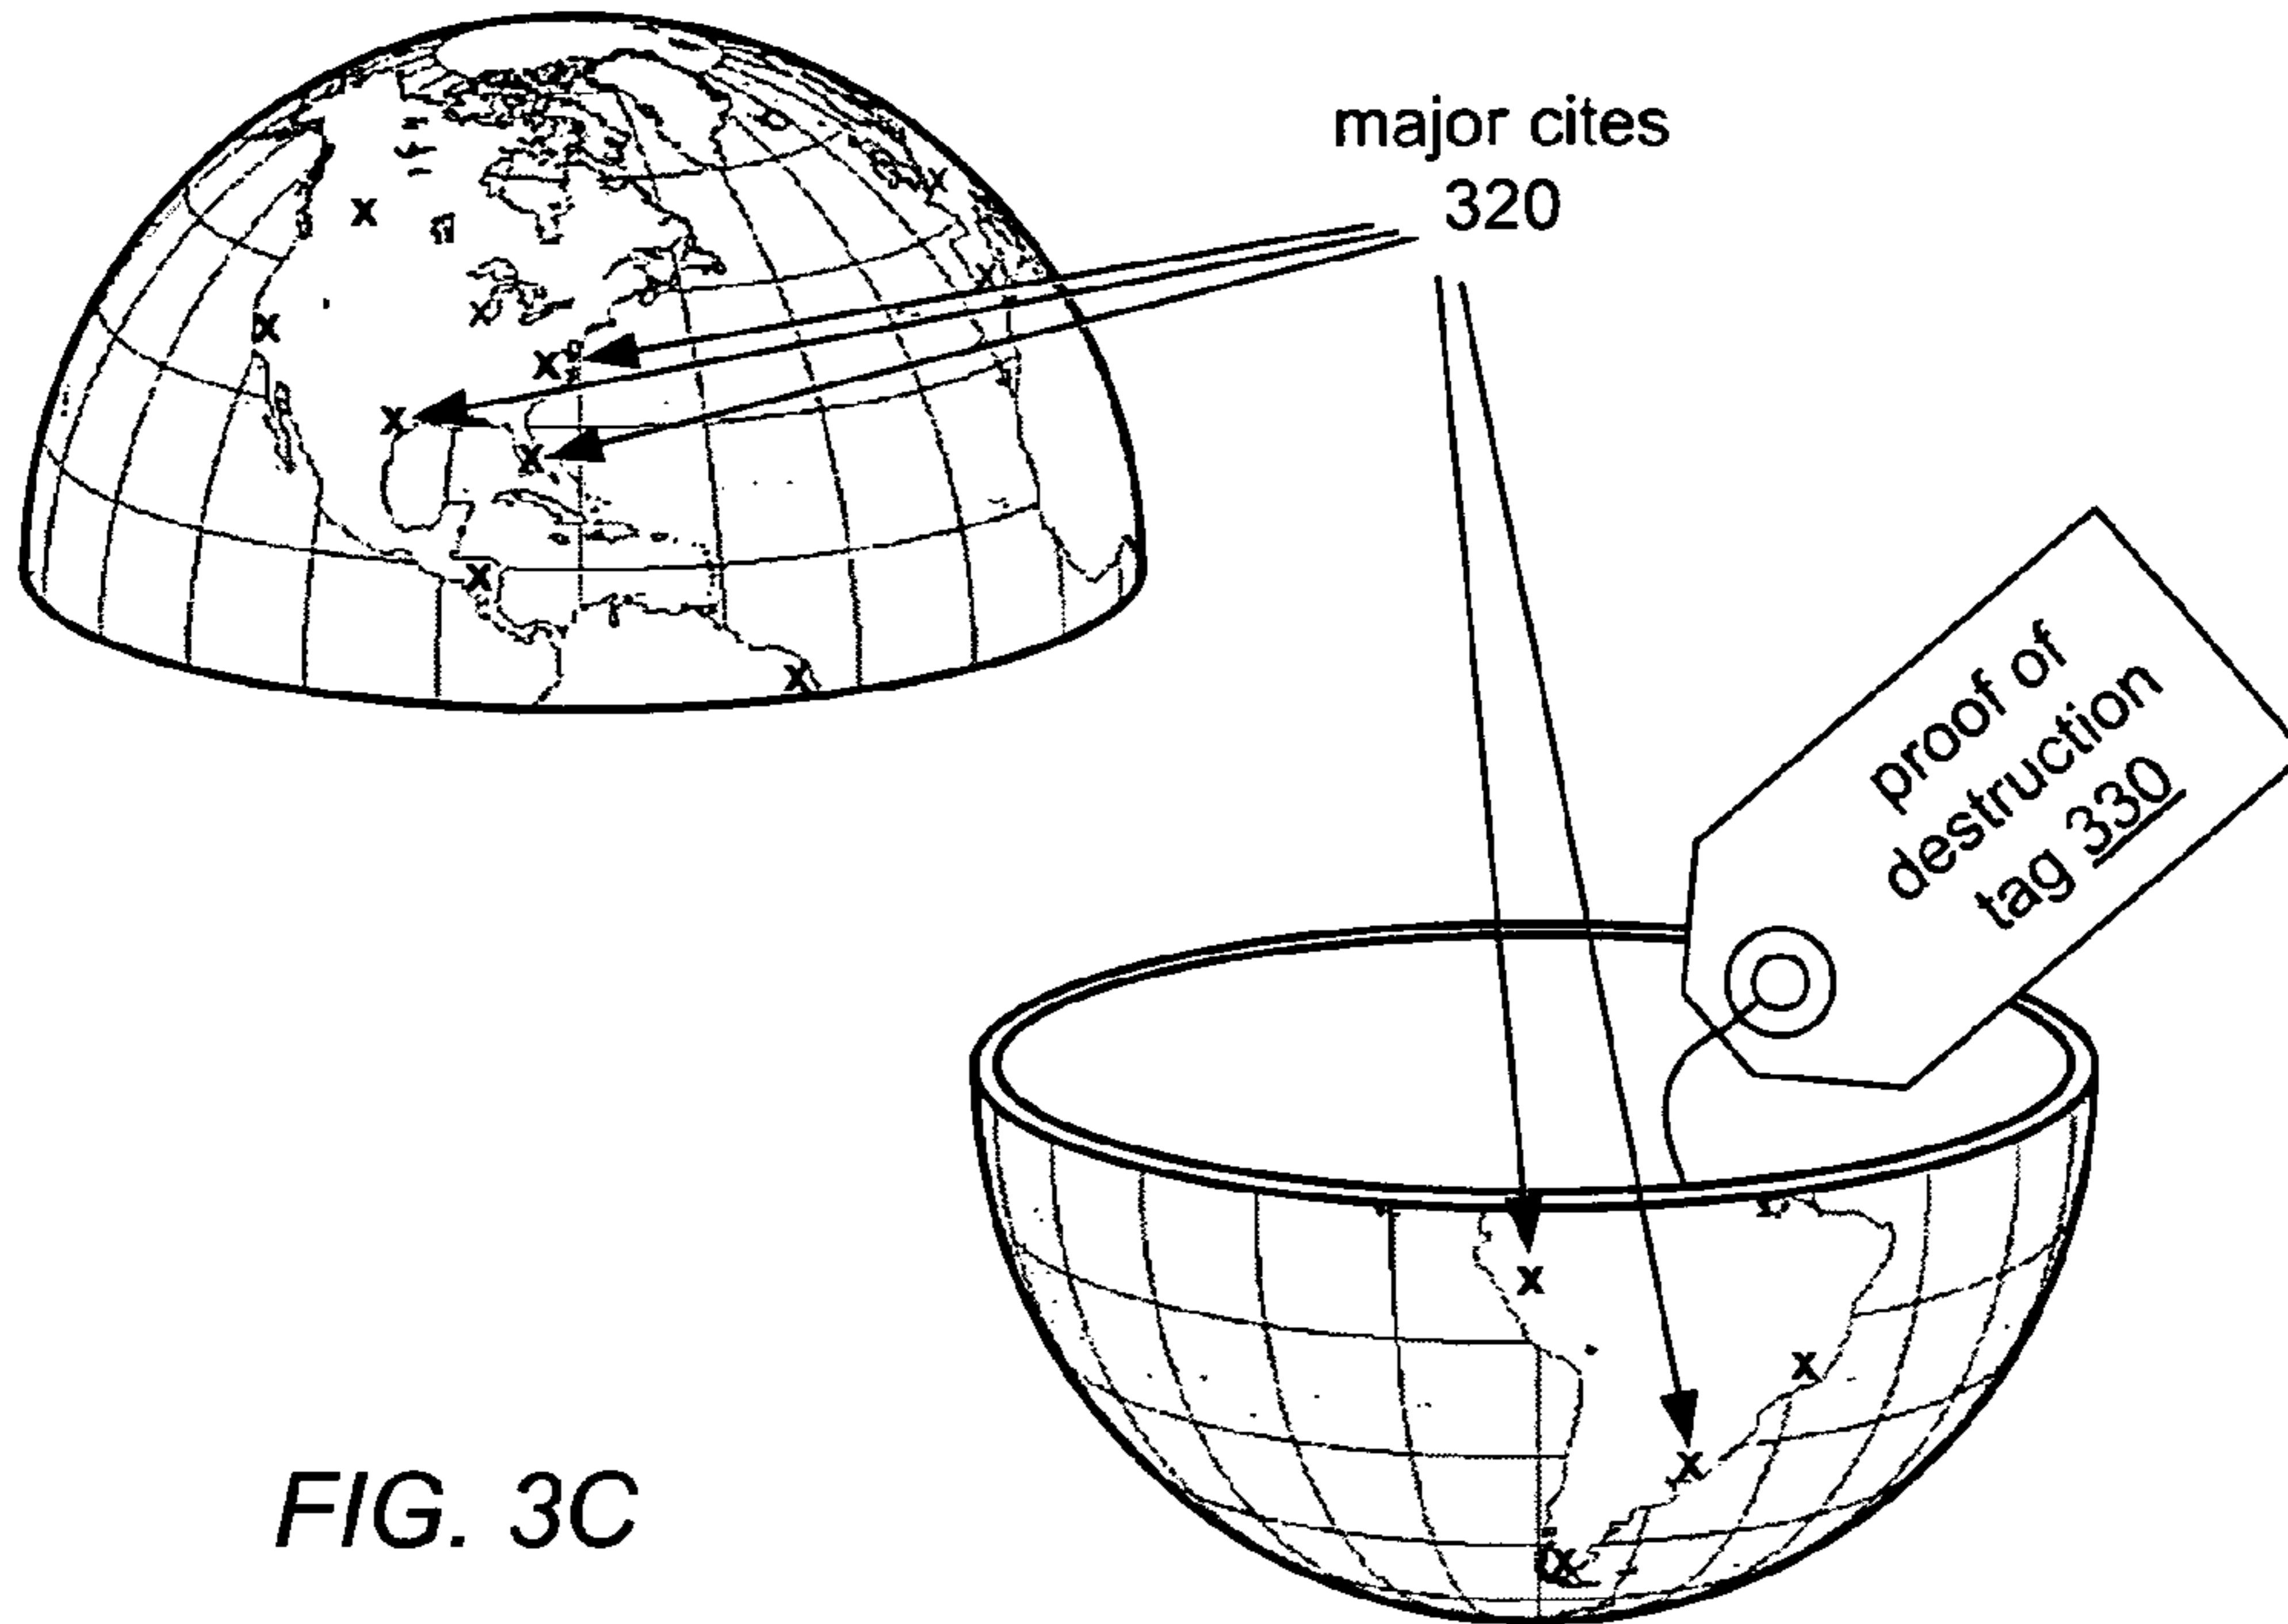 major cites
320
proof of
destruction
tag 330
FIG. 3C